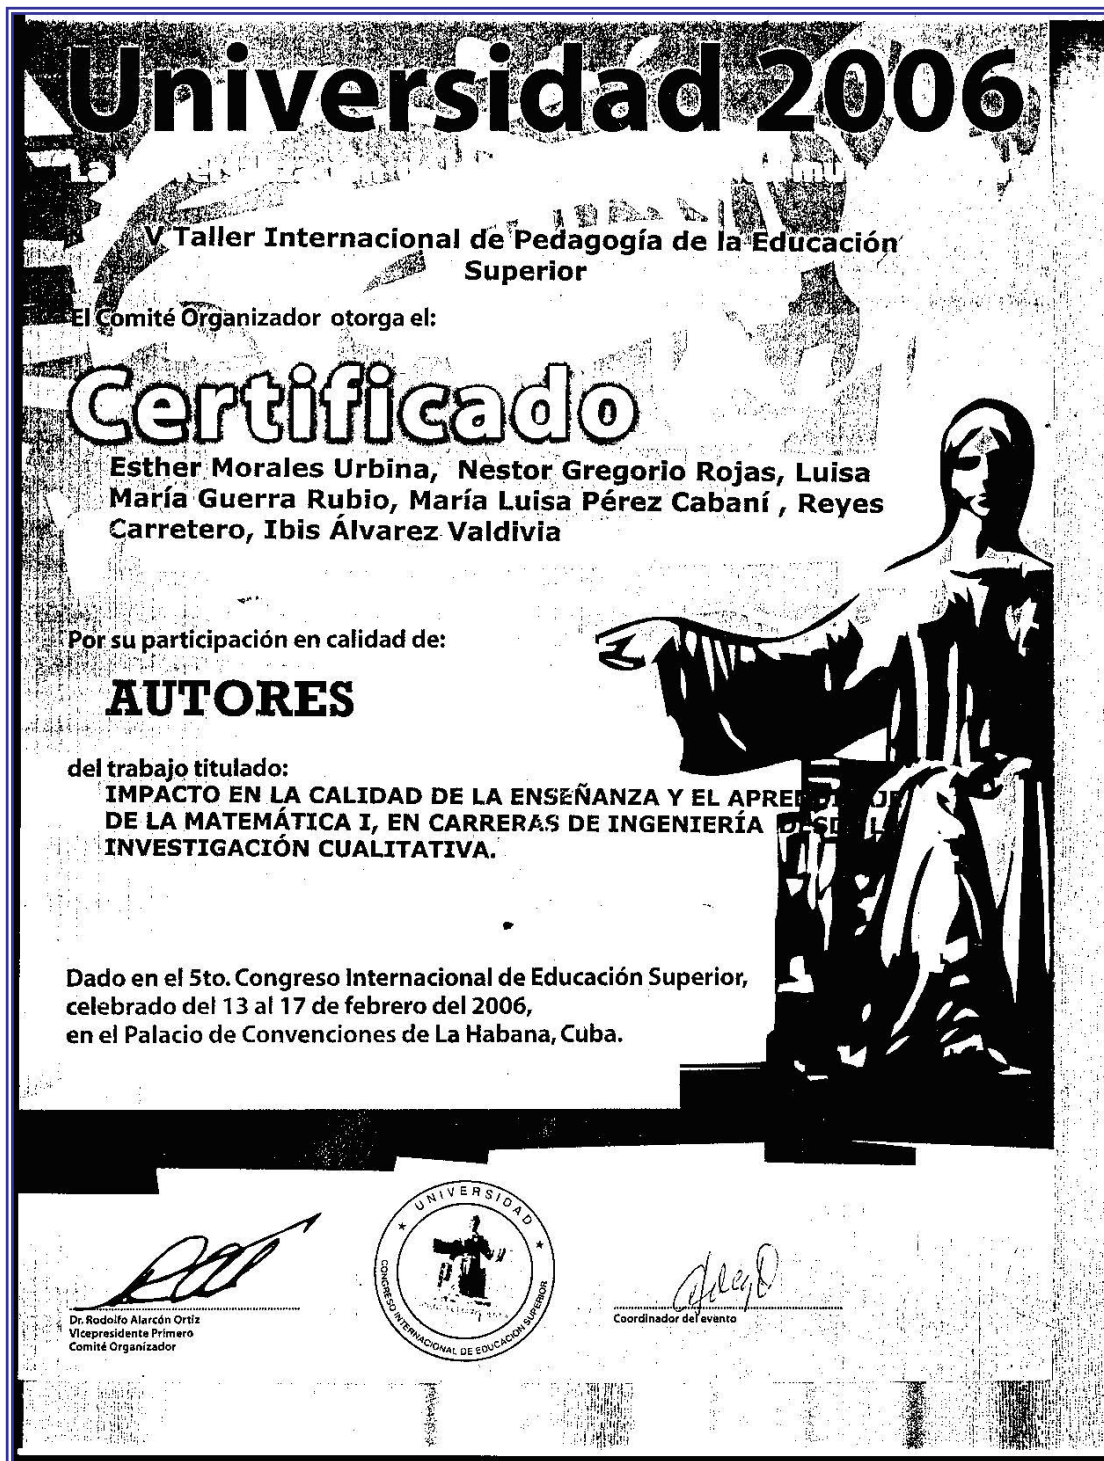 Universidad 2006
"La
V Taller Internacional de Pedagogía de la Educación
Superior
El Comité Organizador otorga el:
Certificado
Esther Morales Urbina, Nestor Gregorio Rojas, Luisa
María Guerra Rubio, María Luisa Pérez Cabaní , Reyes
Carretero, Ibis Álvarez Valdivia
Por su participación en calidad de:
AUTORES
del trabajo titulado:
IMPACTO EN LA CALIDAD DE LA ENSEÑANZA Y EL APRENDIZAJE
DE LA MATEMÁTICA I, EN CARRERAS DE INGENIERÍA DESDE LA
INVESTIGACIÓN CUALITATIVA.
Dado en el 5to. Congreso Internacional de Educación Superior,
celebrado del 13 al 17 de febrero del 2006,
en el Palacio de Convenciones de La Habana, Cuba.
UNIVERSIDAD
CONGRESO INTERNACIONAL DE EDUCACION SUPERIOR
Dr. Rodolfo Alarcón Ortiz
Vicepresidente Primero
Comité Organizador
Coordinador del evento